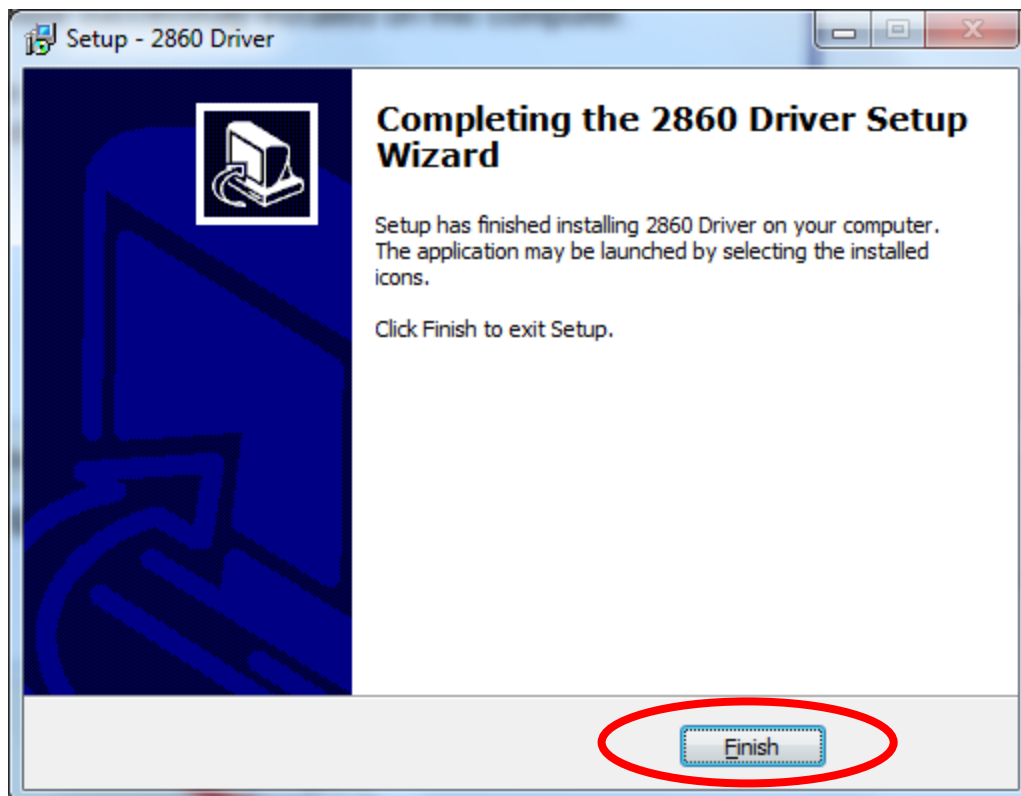 Setup - 2860 Driver
Completing the 2860 Driver Setup
Wizard
Setup has finished installing 2860 Driver on your computer.
The application may be launched by selecting the installed
icons.
Click Finish to exit Setup.
Finish